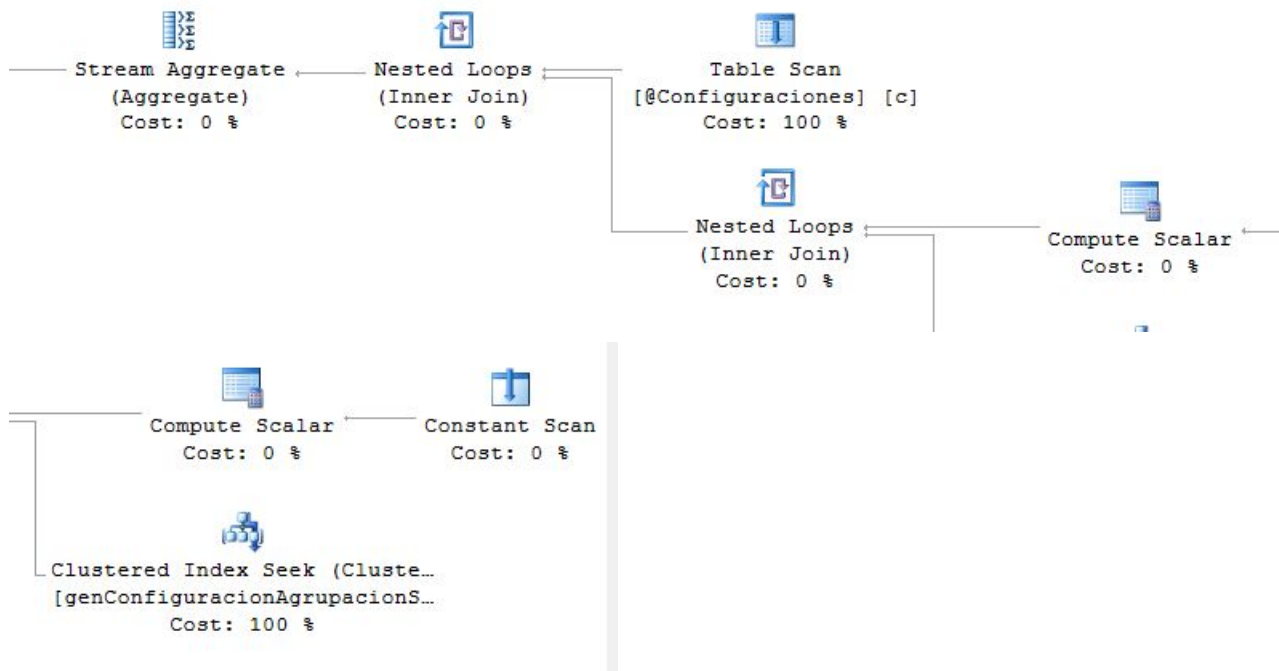 Stream Aggregate
(Aggregate)
Cost: 0 %
Nested Loops
(Inner Join)
Cost: 0 %
Table Scan
[@Configuraciones] [c]
Cost: 100 %
Nested Loops
(Inner Join)
Cost: 0 %
Compute Scalar
Cost: 0 %
Compute Scalar
Cost: 0 %
Constant Scan
Cost: 0 %
Clustered Index Seek (Cluste…
[genConfiguracionAgrupacionS…
Cost: 100 %